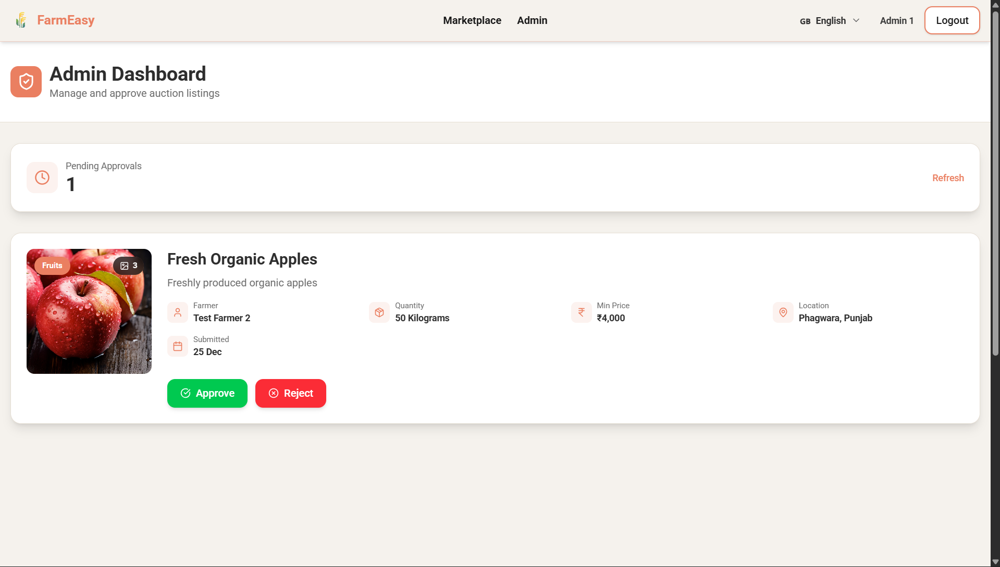 FarmEasy
Marketplace
Admin
GB English
Admin 1
Logout
Admin Dashboard
Manage and approve auction listings
Pending Approvals
1
Refresh
Fruits
3
Fresh Organic Apples
Freshly produced organic apples
Farmer
Test Farmer 2
Quantity
50 Kilograms
Min Price
₹4,000
Location
Phagwara, Punjab
Submitted
25 Dec
Approve
Reject